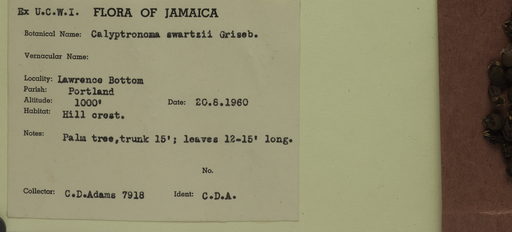 Ex U.C.W.I. FLORA OF JAMAICA
Botanical Name: Calyptronoma swartzii Griseb.
Vernacular Name:
Locality: Lawrence Bottom
Parish: Portland
Altitude: 1000' Date: 20.8.1960
Habitat: Hill crest.
Notes: Palm tree,trunk 15'; leaves 12-15' long.
No.
Collector: C.D.Adams 7918 Ident: C.D.A.